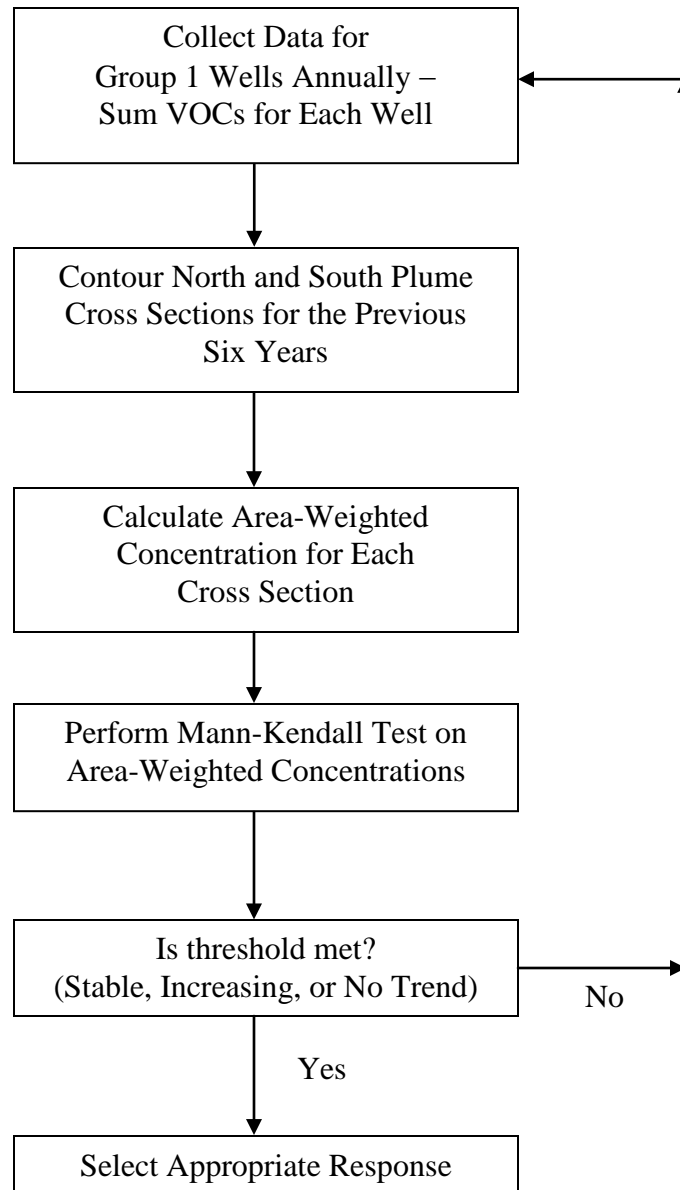 Collect Data for
Group 1 Wells Annually –
Sum VOCs for Each Well
Contour North and South Plume
Cross Sections for the Previous
Six Years
Calculate Area-Weighted
Concentration for Each
Cross Section
Perform Mann-Kendall Test on
Area-Weighted Concentrations
Is threshold met?
(Stable, Increasing, or No Trend)
No
Yes
Select Appropriate Response